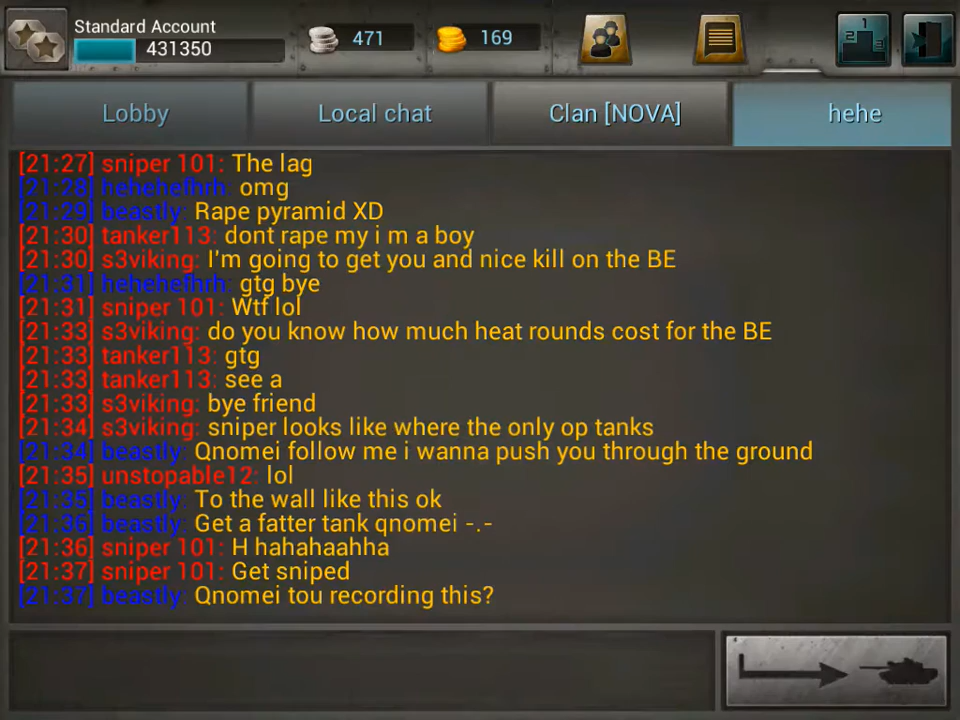 Standard Account
431350
471
169
1
2
3
Lobby
Local chat
Clan [NOVA]
hehe
[21:27] sniper 101: The lag
[21:28] hehehefhrh: omg
[21:29] beastly: Rape pyramid XD
[21:30] tanker113: dont rape my i m a boy
[21:30] s3viking: I'm going to get you and nice kill on the BE
[21:31] hehehefhrh: gtg bye
[21:31] sniper 101: Wtf lol
[21:33] s3viking: do you know how much heat rounds cost for the BE
[21:33] tanker113: gtg
[21:33] tanker113: see a
[21:33] s3viking: bye friend
[21:34] s3viking: sniper looks like where the only op tanks
[21:34] beastly: Qnomei follow me i wanna push you through the ground
[21:35] unstopable12: lol
[21:35] beastly: To the wall like this ok
[21:36] beastly: Get a fatter tank qnomei -.-
[21:36] sniper 101: H hahahaahha
[21:37] sniper 101: Get sniped
[21:37] beastly: Qnomei tou recording this?